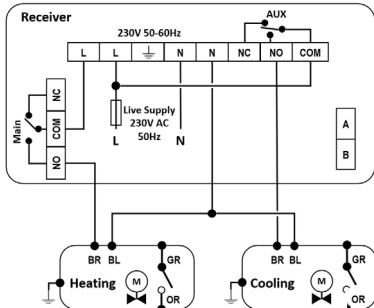 Receiver
AUX
230V 50-60Hz
L L N N NC NO COM
NC
COM
NO
Main
Live Supply
230V AC
50Hz
L N
A
B
BR BL GR
Heating M
OR
BR BL GR
Cooling M
OR